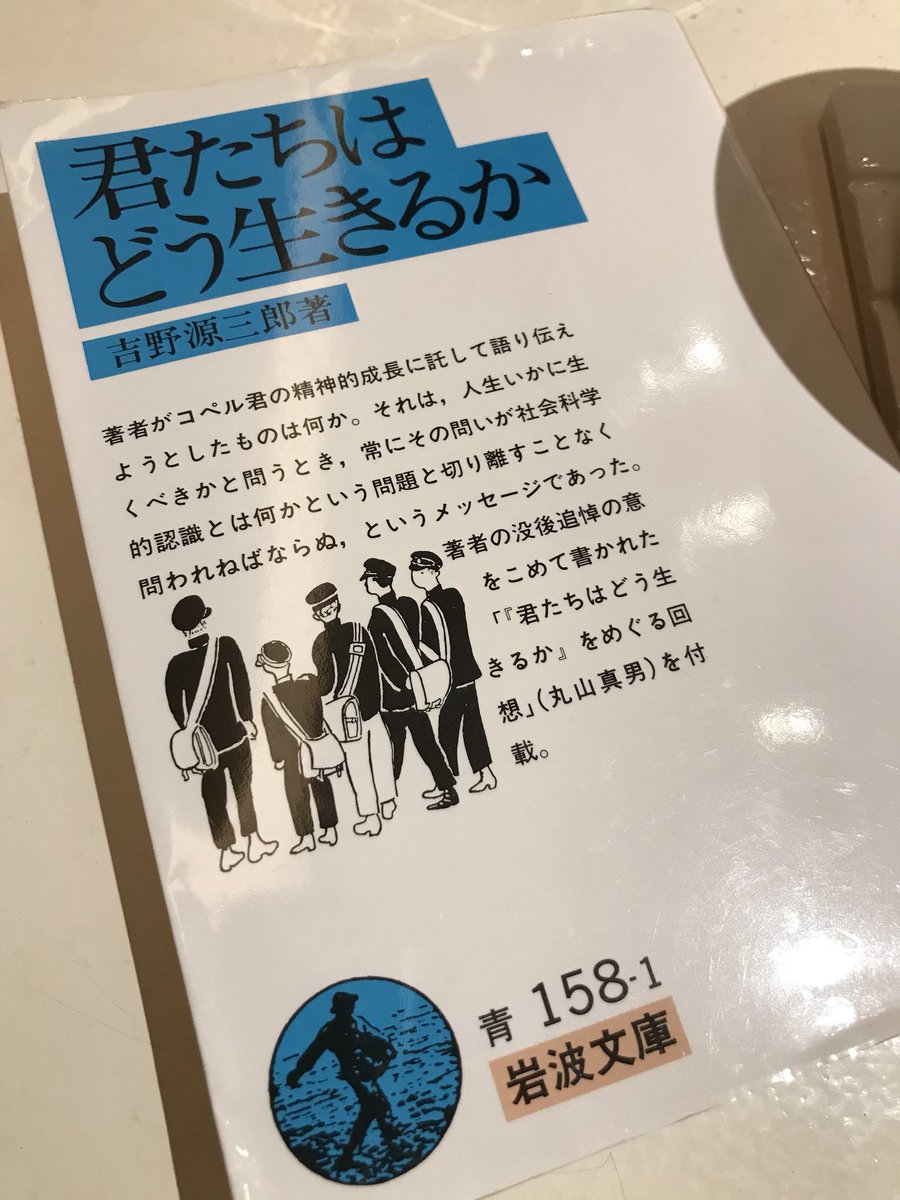 君たちは
どう生きるか
吉野源三郎著
著者がコペル君の精神的成長に託して語り伝え
ようとしたものは何か。それは，人生いかに生
くべきかと問うとき，常にその問いが社会科学
的認識とは何かという問題と切り離すことなく
問われねばならぬ，というメッセージであった。
著者の没後追悼の意
をこめて書かれた
「『君たちはどう生
きるか』をめぐる回
想」（丸山真男）を付
載。
青 158-1
岩波文庫